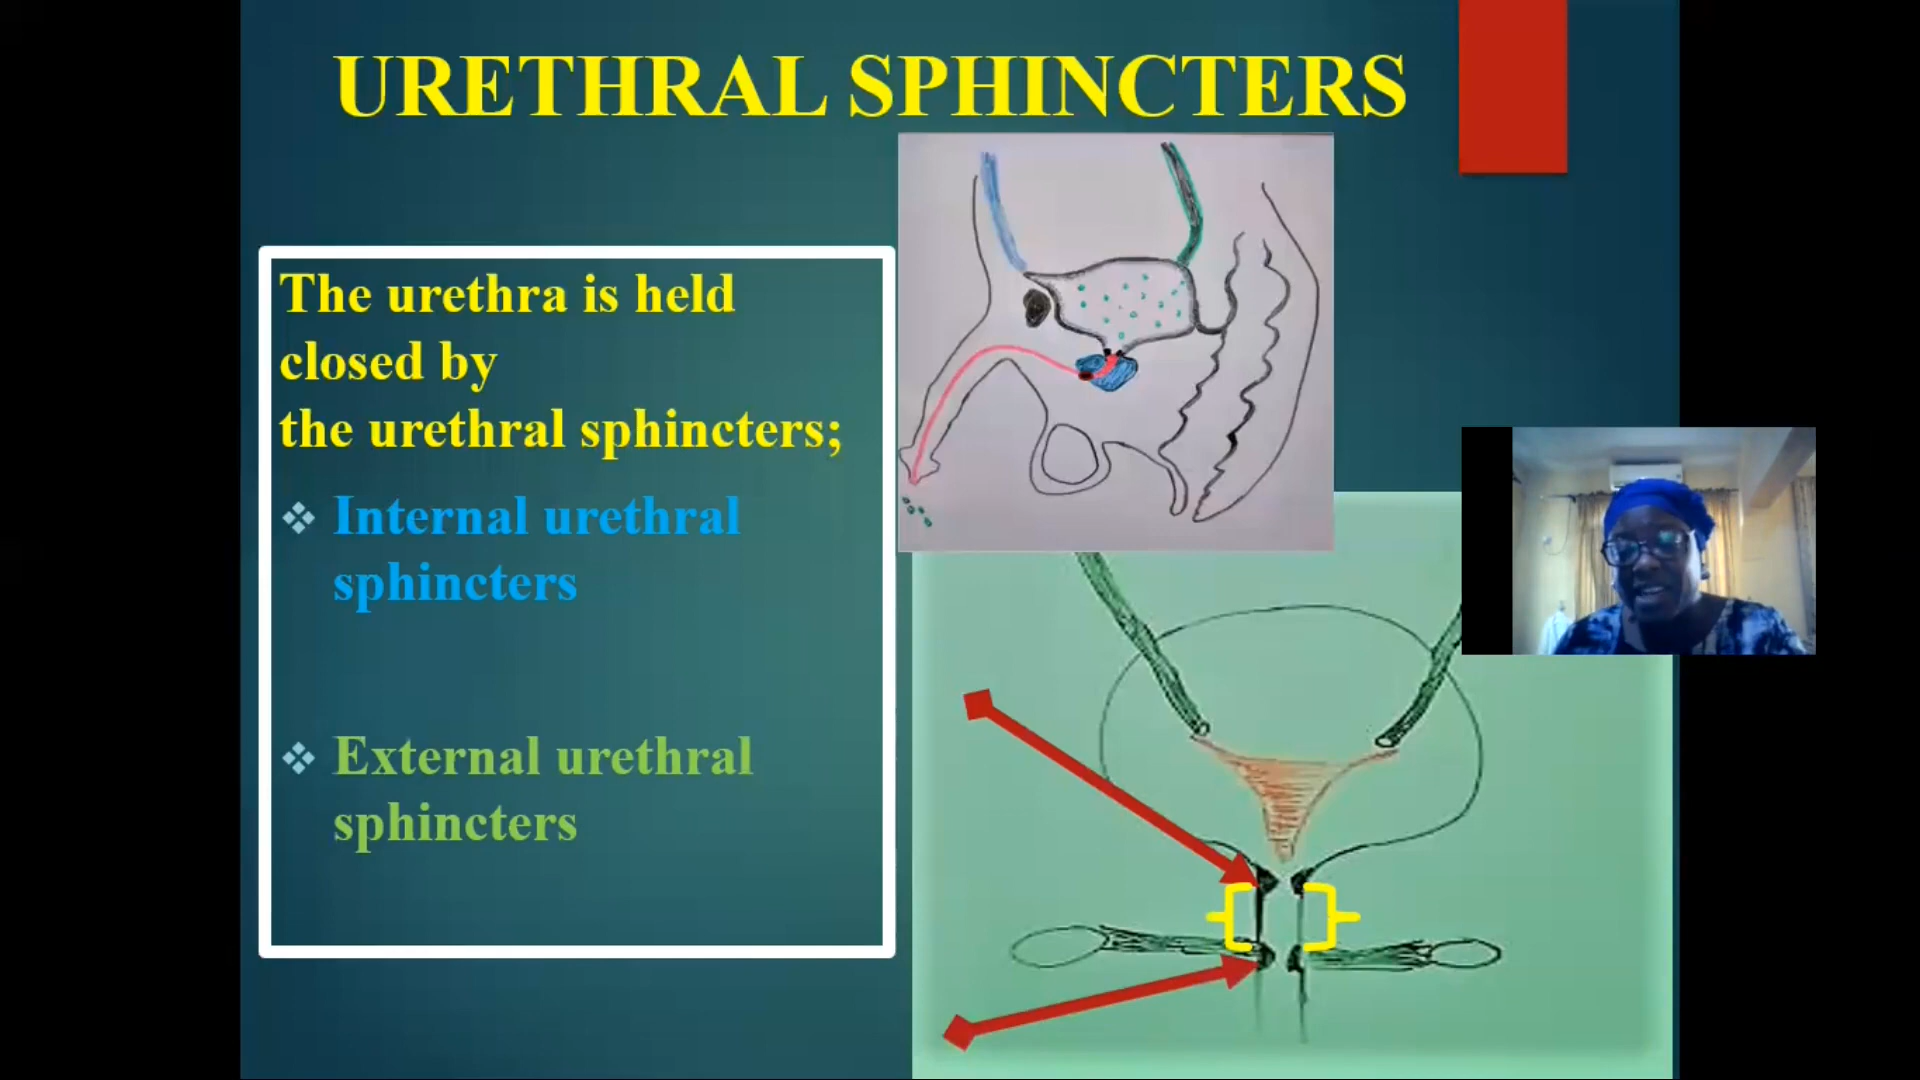 URETHRAL SPHINCTERS
The urethra is held
closed by
the urethral sphincters;
Internal urethral
sphincters
External urethral
sphincters